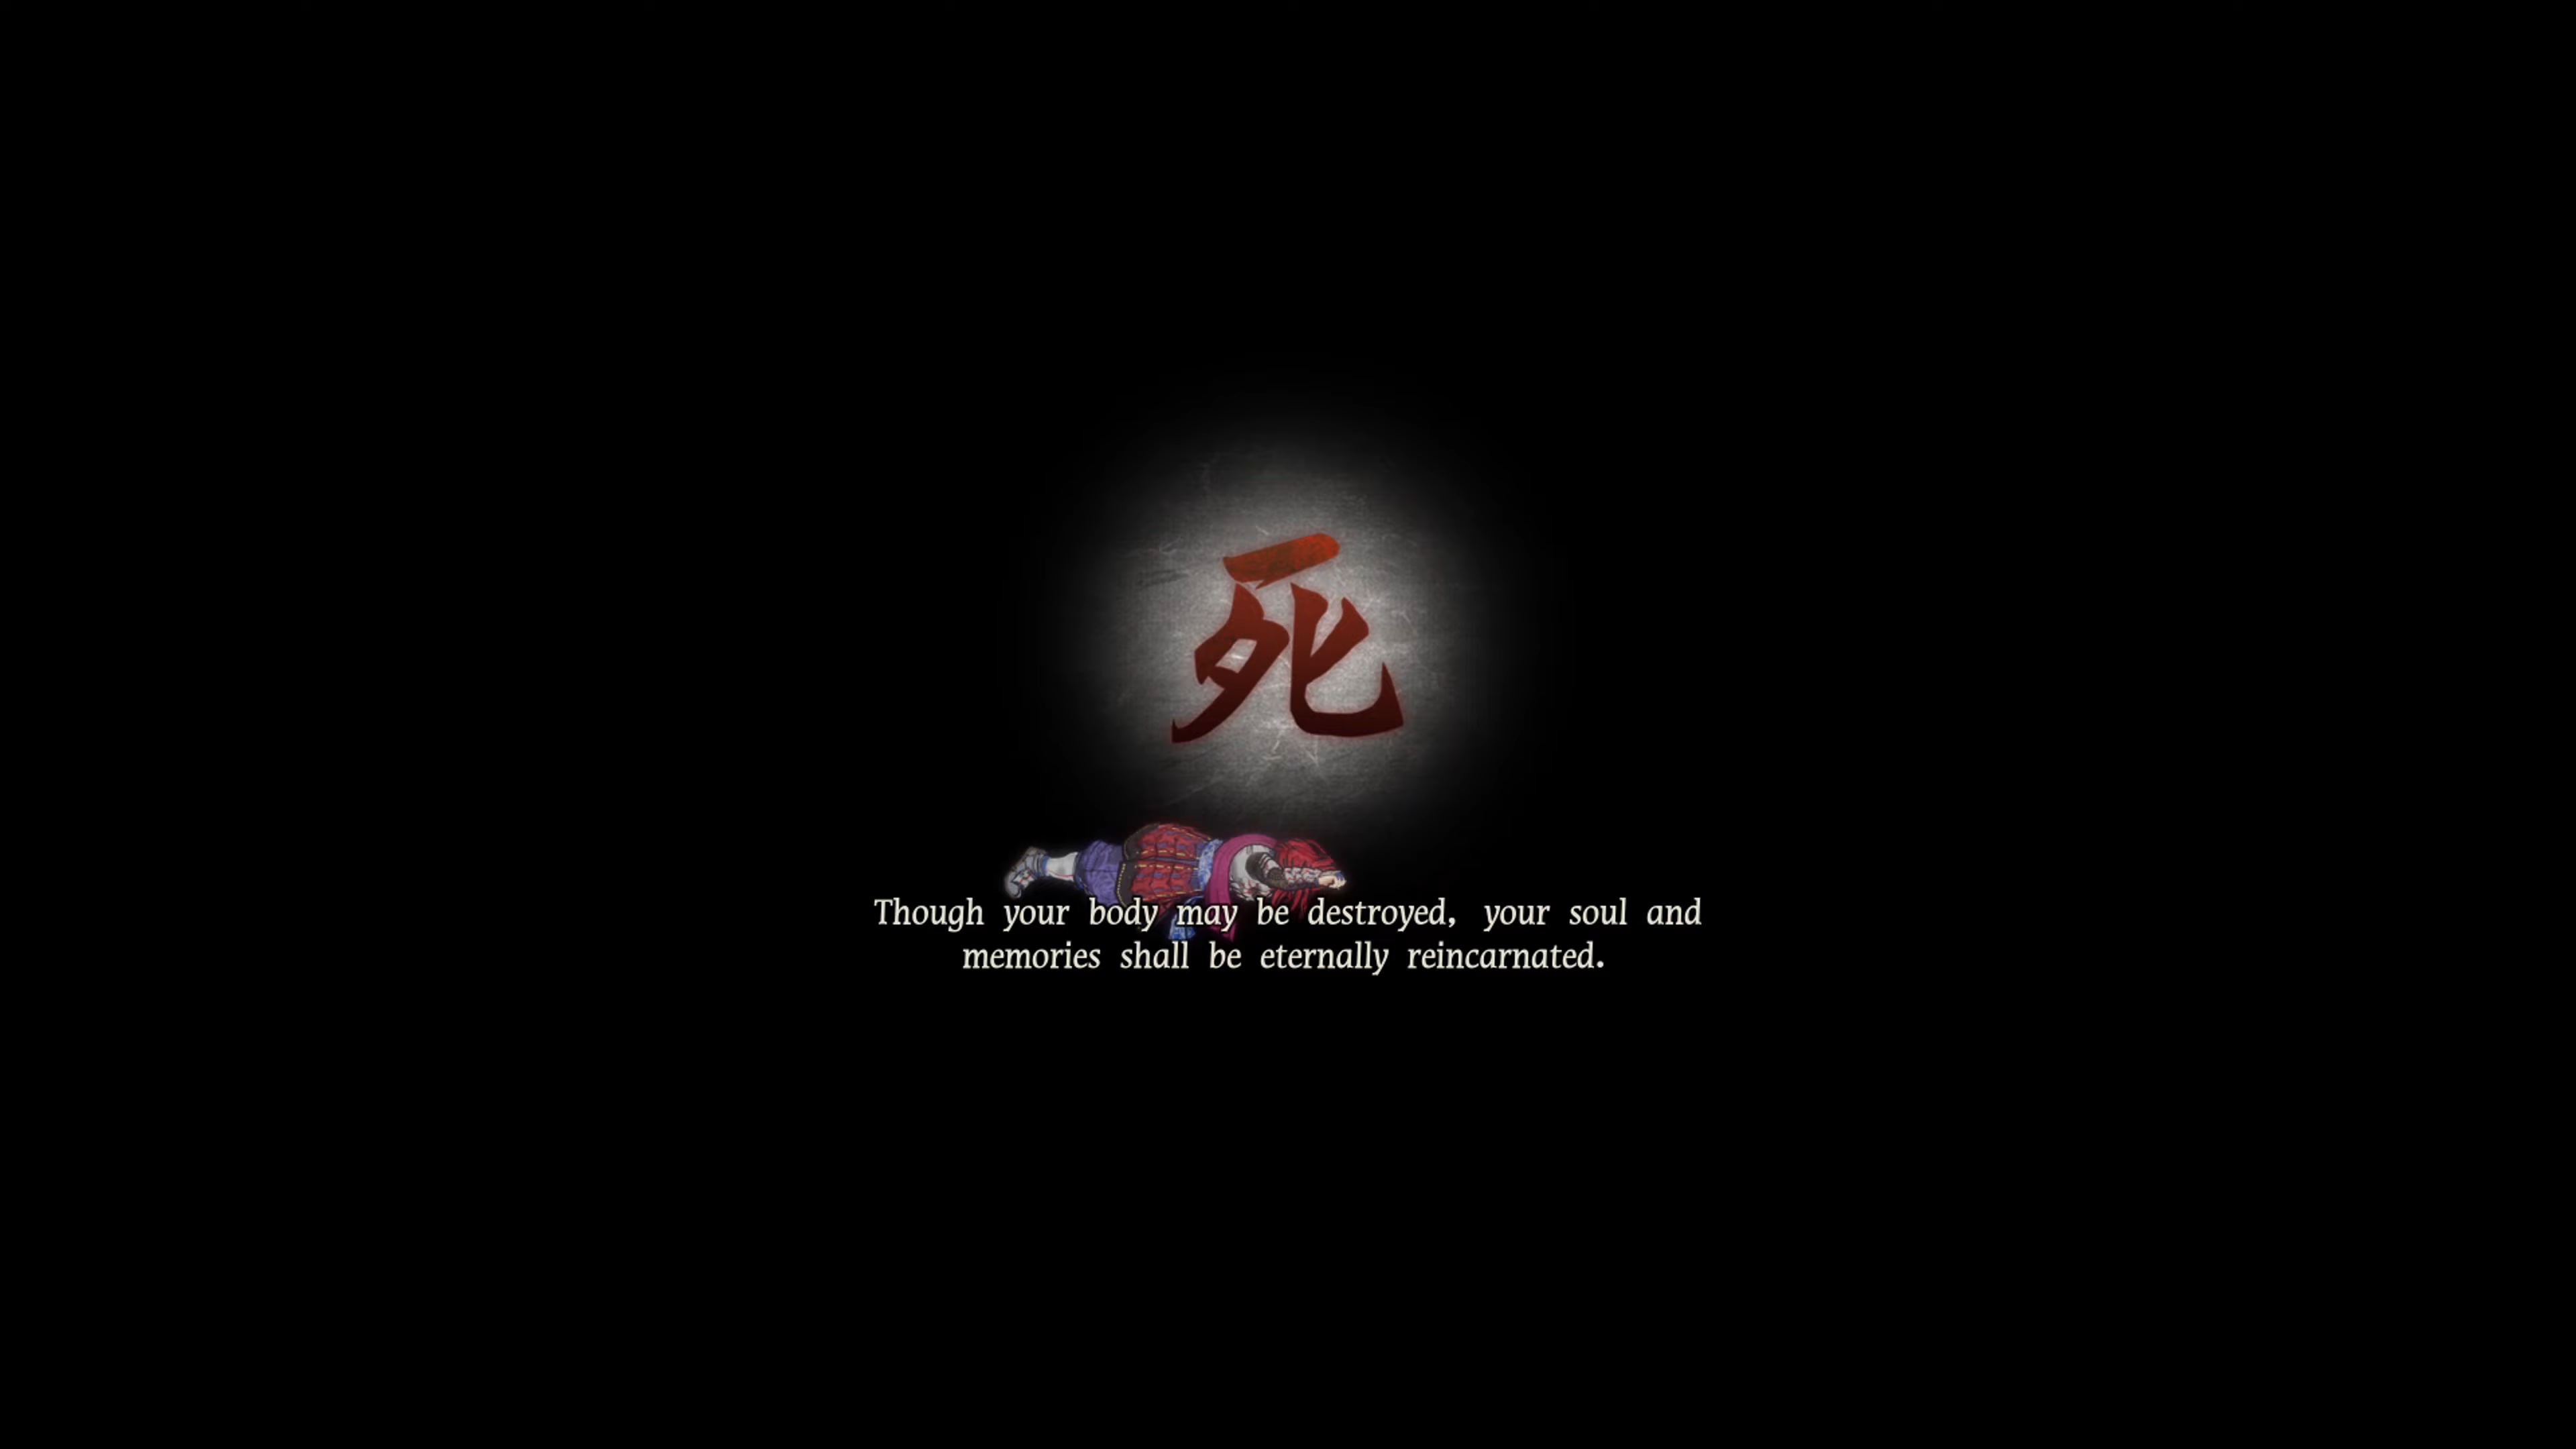 死
Though your body may be destroyed, your soul and
memories shall be eternally reincarnated.